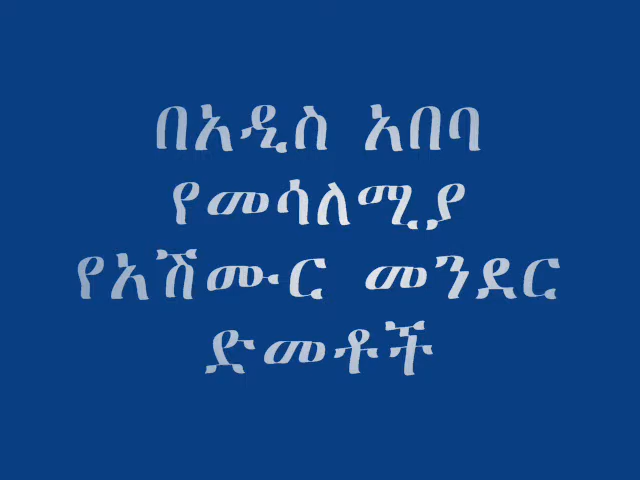 በአዲስ አበባ
የመሳለሚያ
የአሽሙር መንደር
ድመቶች